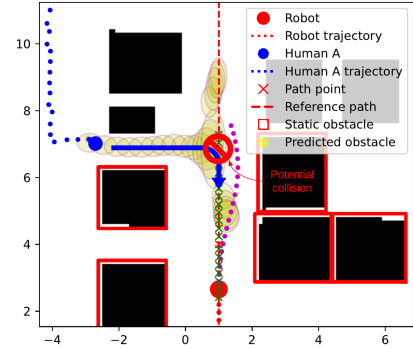 Robot
Robot trajectory
Human A
Human A trajectory
Path point
Reference path
Static obstacle
Predicted obstacle
Potential
collision
10
8
6
4
2
−4
−2
0
2
4
6